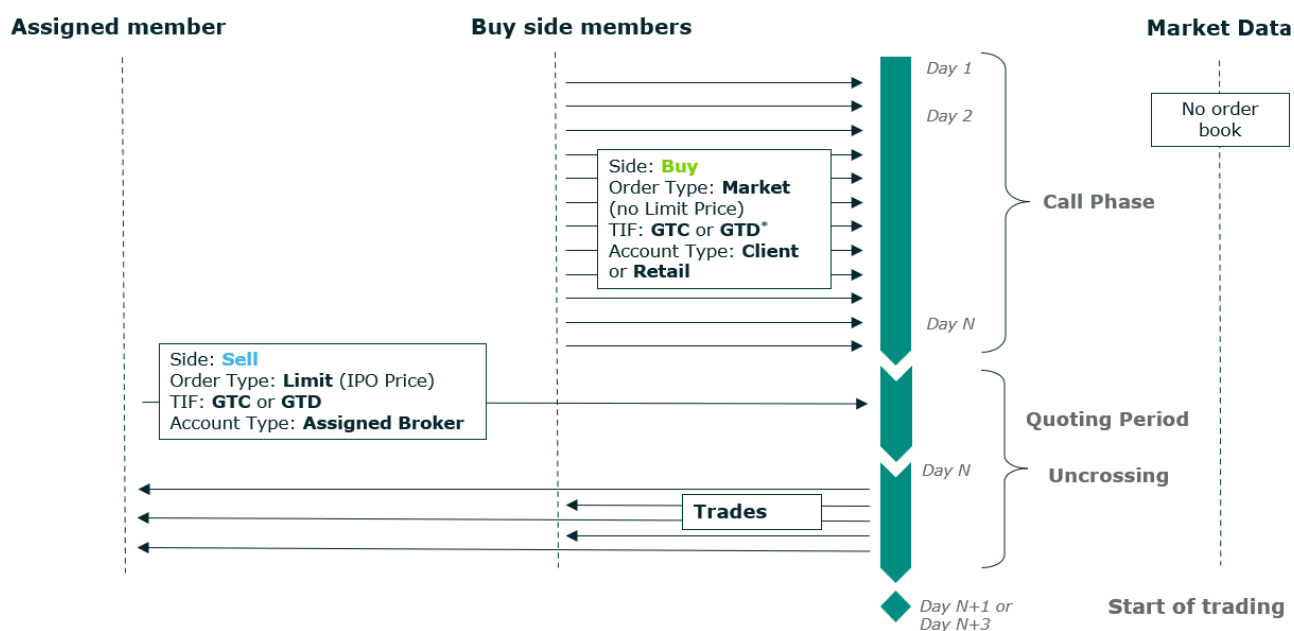 Assigned member
Buy side members
Market Data
Day 1
No order
book
Day 2
Side: Buy
Order Type: Market
(no Limit Price)
TIF: GTC or GTD*
Account Type: Client
or Retail
Call Phase
Day N
Side: Sell
Order Type: Limit (IPO Price)
TIF: GTC or GTD
Account Type: Assigned Broker
Quoting Period
Day N
Uncrossing
Trades
Day N+1 or
Day N+3
Start of trading